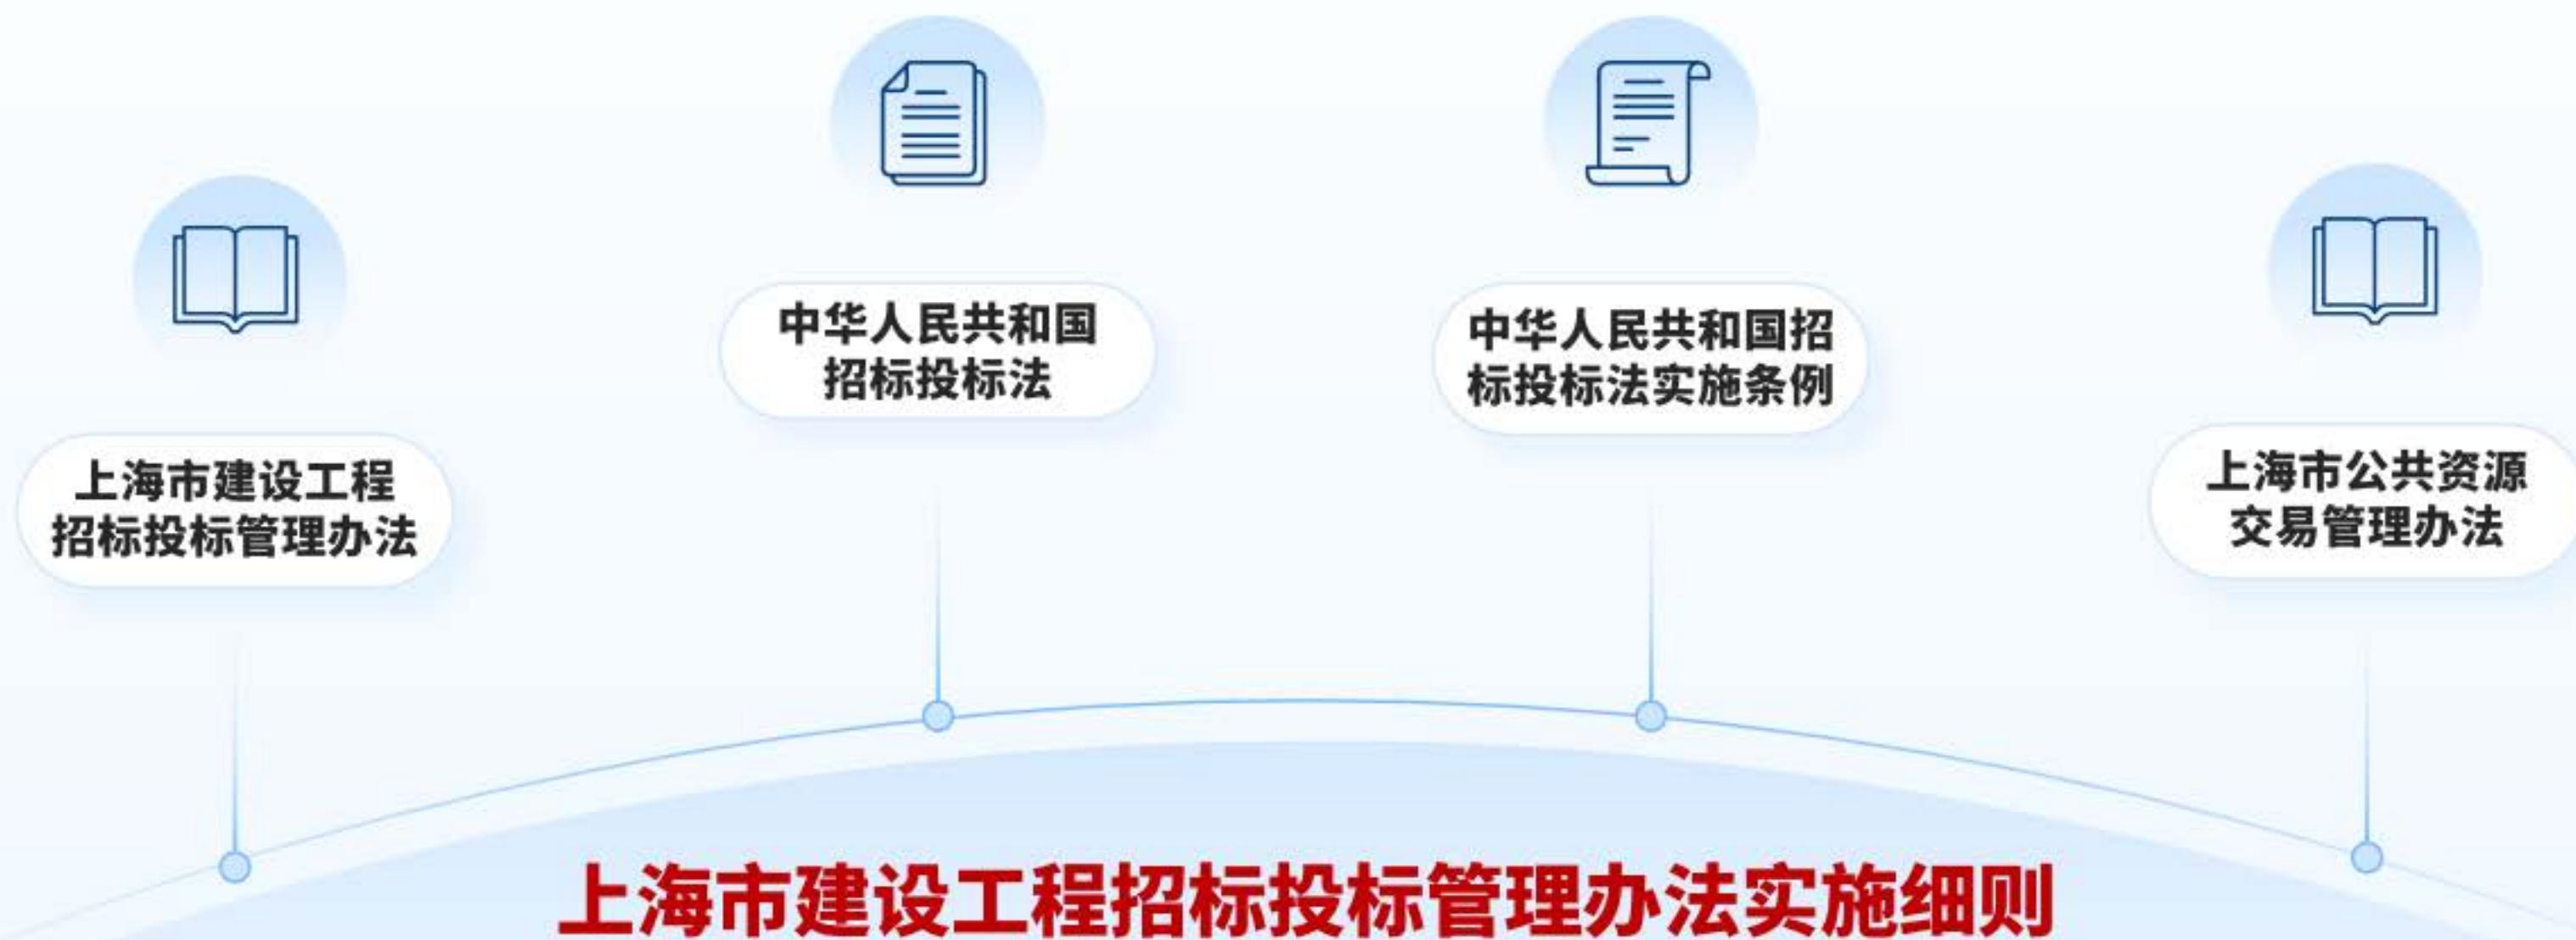 中华人民共和国
招标投标法
中华人民共和国招
标投标法实施条例
上海市建设工程
招标投标管理办法
上海市公共资源
交易管理办法
上海市建设工程招标投标管理办法实施细则